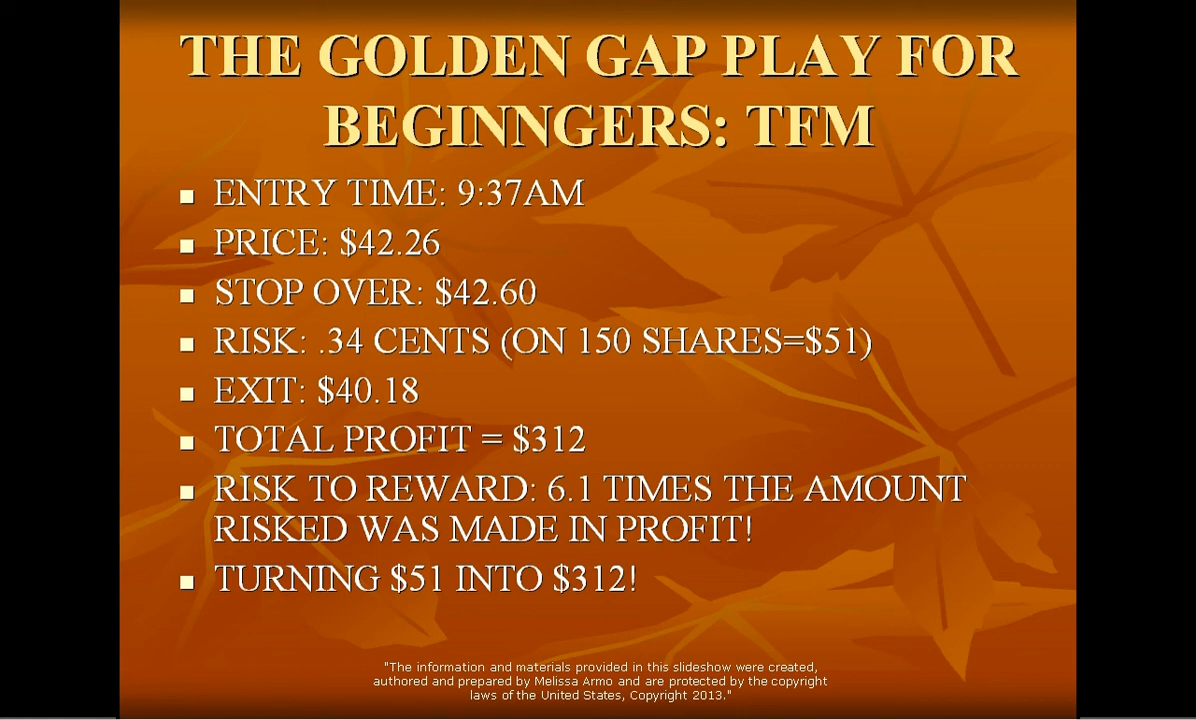 THE GOLDEN GAP PLAY FOR
BEGINNGERS: TFM
ENTRY TIME: 9:37AM
PRICE: $42.26
STOP OVER: $42.60
RISK: .34 CENTS (ON 150 SHARES=$51)
EXIT: $40.18
TOTAL PROFIT = $312
RISK TO REWARD: 6.1 TIMES THE AMOUNT
RISKED WAS MADE IN PROFIT!
TURNING $51 INTO $312!
"The information and materials provided in this slideshow were created,
authored and prepared by Melissa Armo and are protected by the copyright
laws of the United States, Copyright 2013."